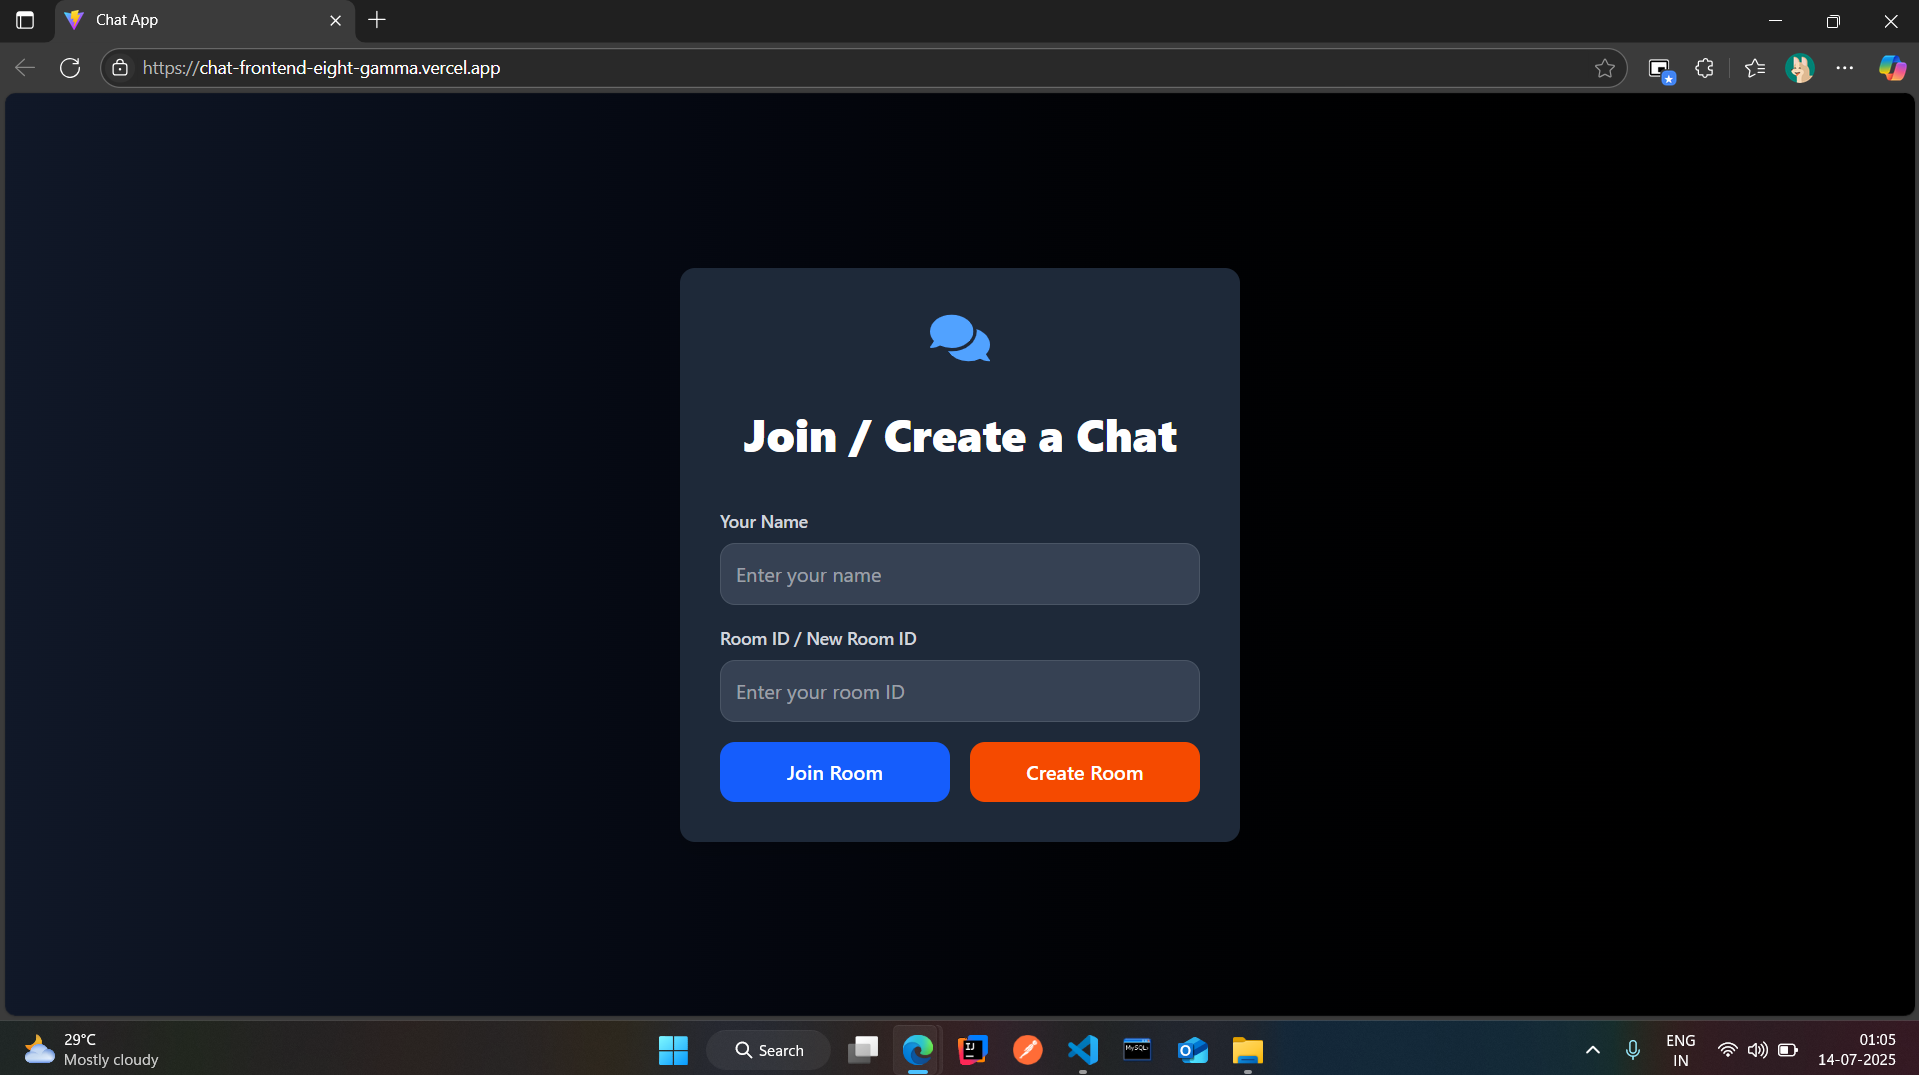 Chat App
https://chat-frontend-eight-gamma.vercel.app
Join / Create a Chat
Your Name
Enter your name
Room ID / New Room ID
Enter your room ID
Join Room
Create Room
29°C
Mostly cloudy
Search
IJ
MySQL
ENG
IN
01:05
14-07-2025